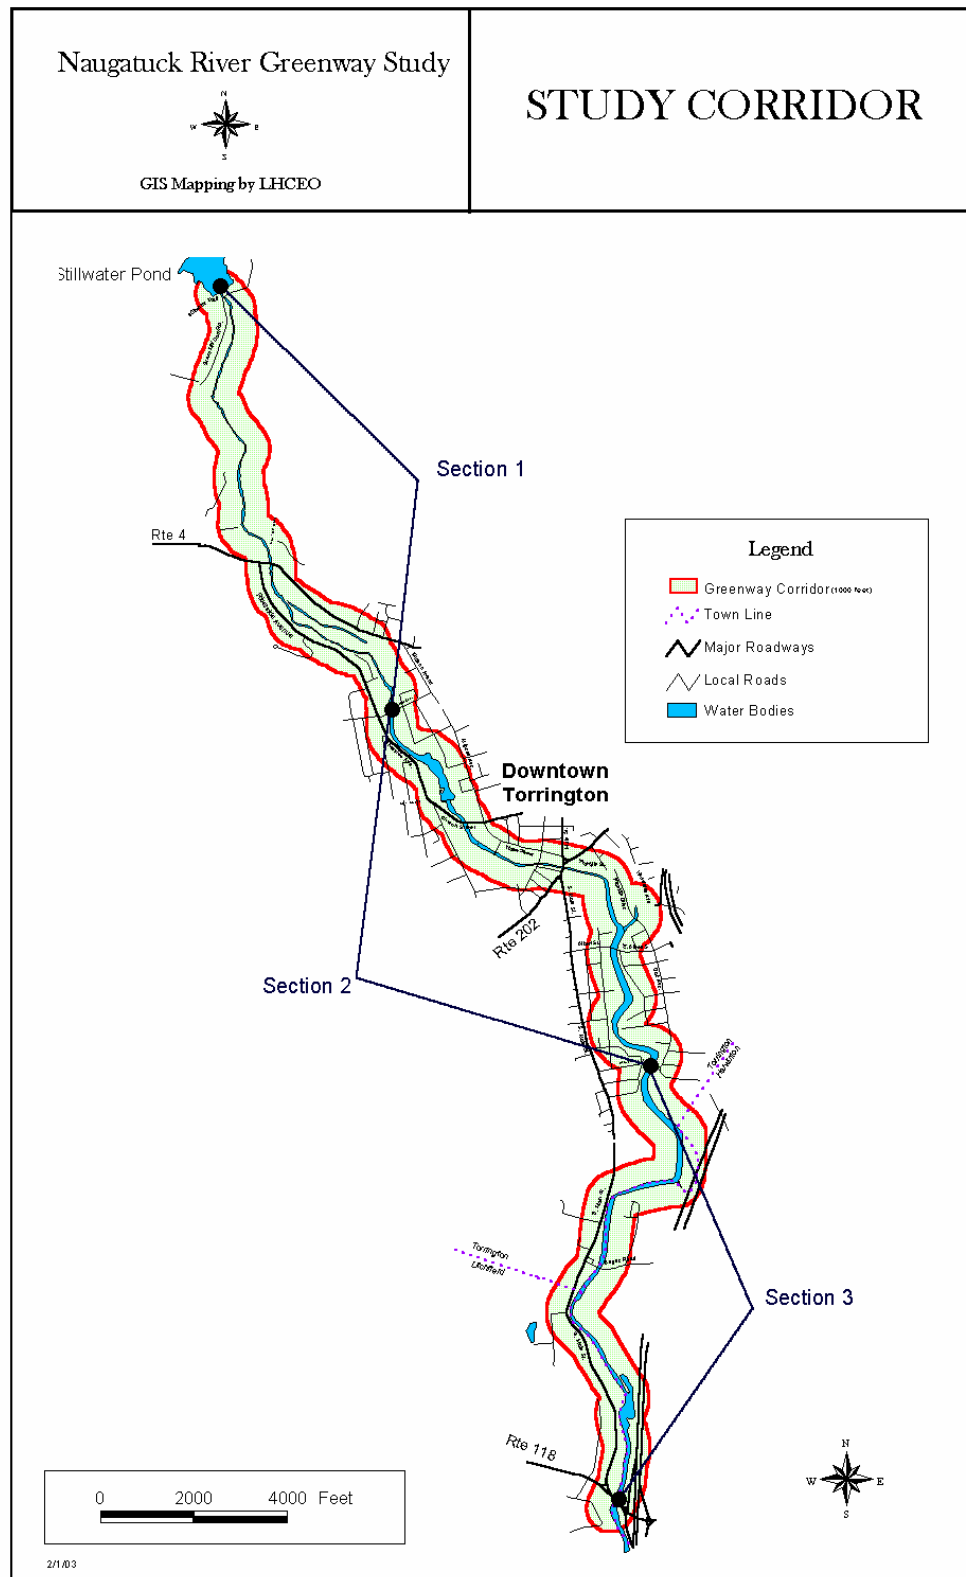 Naugatuck River Greenway Study
N
W E
S
GIS Mapping by LHCEO
STUDY CORRIDOR
Stillwater Pond
Section 1
Rte 4
Legend
Greenway Corridor (1000 feet)
Town Line
Major Roadways
Local Roads
Water Bodies
Downtown
Torrington
Rte 202
Section 2
Torrington
Harwinton
Torrington
Litchfield
Section 3
Rte 118
N
W E
S
0 2000 4000 Feet
2/1/03